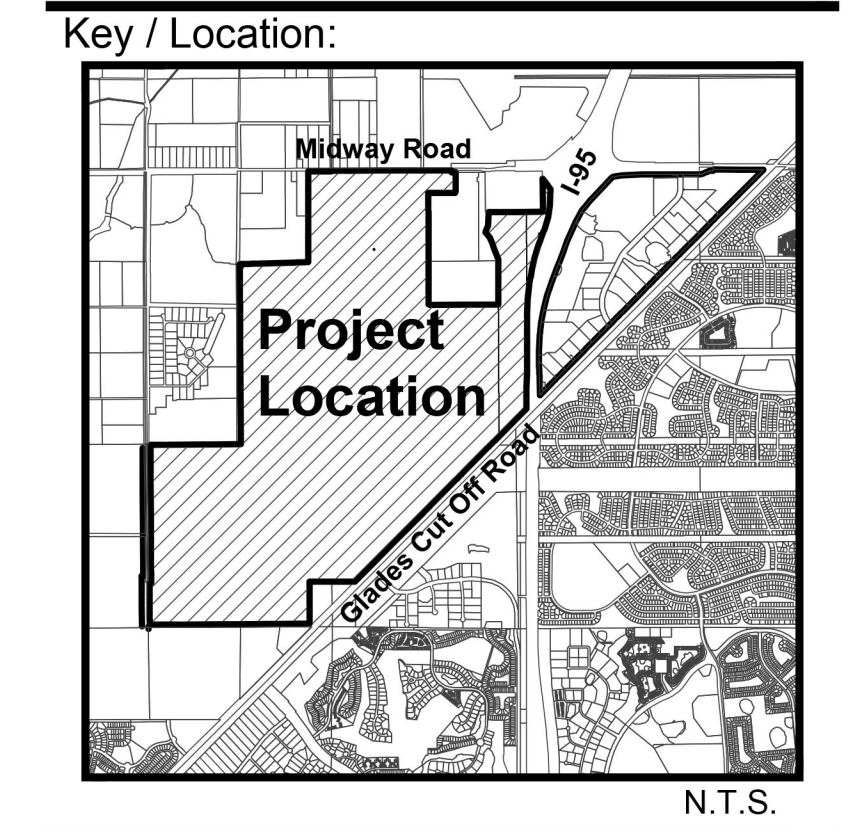 Key / Location:
Midway Road
I-95
Project
Location
Glades Cut Off Road
N.T.S.